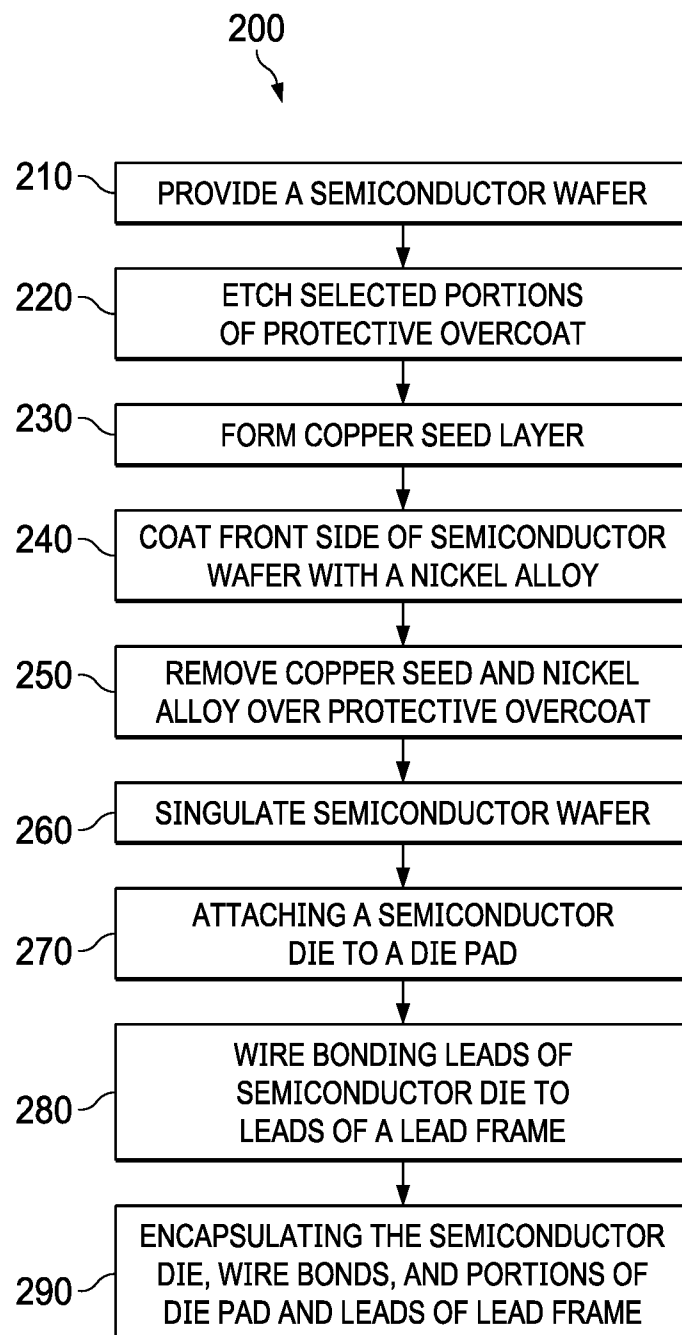 200
210
PROVIDE A SEMICONDUCTOR WAFER
220
ETCH SELECTED PORTIONS
OF PROTECTIVE OVERCOAT
230
FORM COPPER SEED LAYER
240
COAT FRONT SIDE OF SEMICONDUCTOR
WAFER WITH A NICKEL ALLOY
250
REMOVE COPPER SEED AND NICKEL
ALLOY OVER PROTECTIVE OVERCOAT
260
SINGULATE SEMICONDUCTOR WAFER
270
ATTACHING A SEMICONDUCTOR
DIE TO A DIE PAD
280
WIRE BONDING LEADS OF
SEMICONDUCTOR DIE TO
LEADS OF A LEAD FRAME
290
ENCAPSULATING THE SEMICONDUCTOR
DIE, WIRE BONDS, AND PORTIONS OF
DIE PAD AND LEADS OF LEAD FRAME